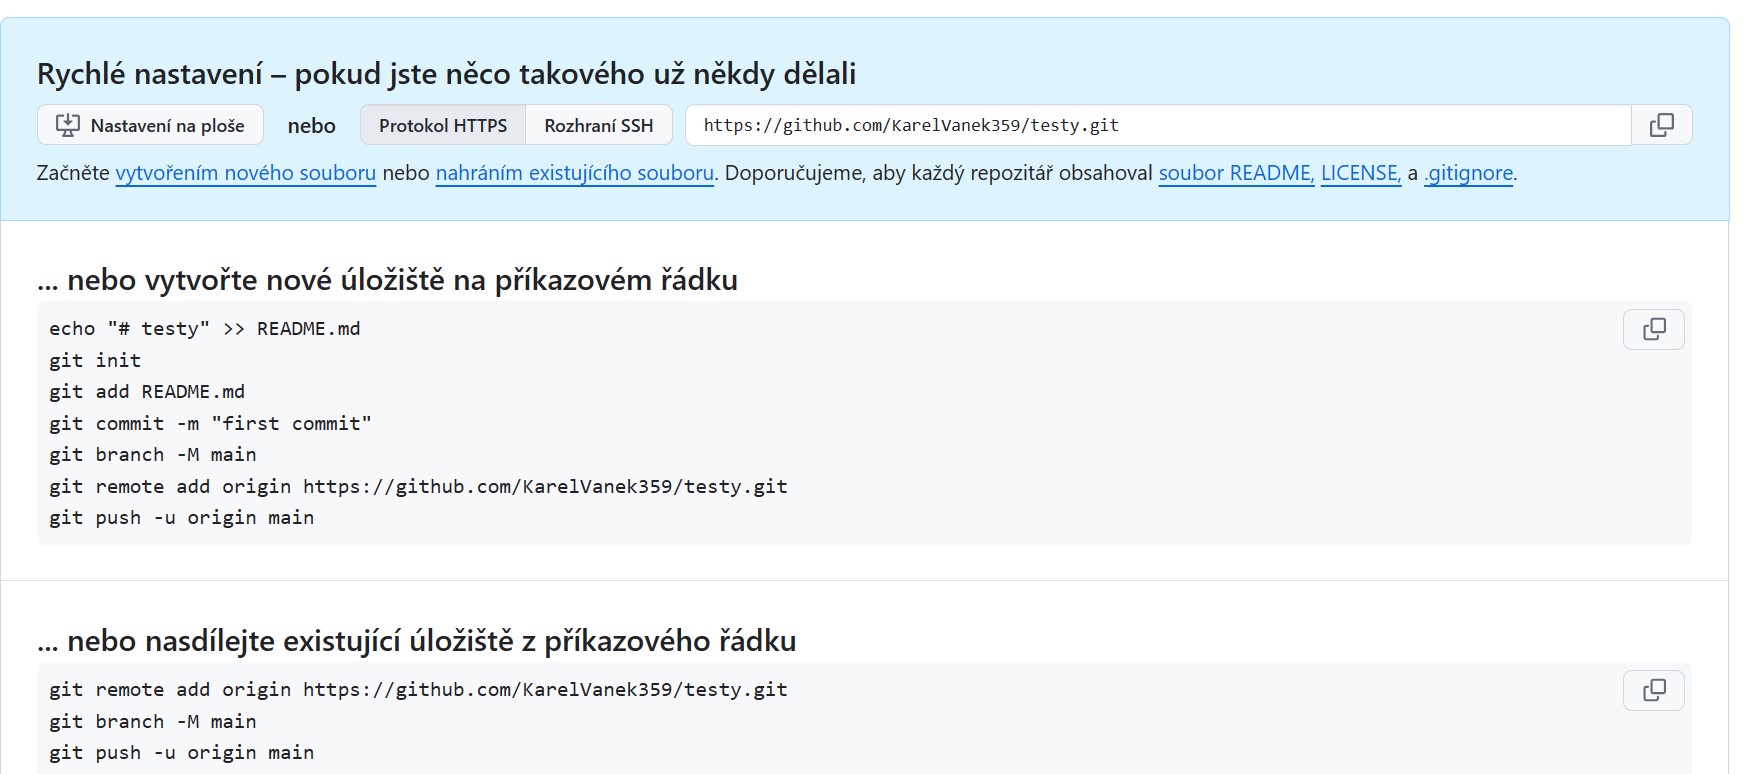 Rychlé nastavení – pokud jste něco takového už někdy dělali
Nastavení na ploše nebo Protokol HTTPS Rozhraní SSH https://github.com/KarelVanek359/testy.git
Začněte vytvořením nového souboru nebo nahráním existujícího souboru. Doporučujeme, aby každý repozitář obsahoval soubor README, LICENSE, a .gitignore.
... nebo vytvořte nové úložiště na příkazovém řádku
echo "# testy" >> README.md
git init
git add README.md
git commit -m "first commit"
git branch -M main
git remote add origin https://github.com/KarelVanek359/testy.git
git push -u origin main
... nebo nasdílejte existující úložiště z příkazového řádku
git remote add origin https://github.com/KarelVanek359/testy.git
git branch -M main
git push -u origin main